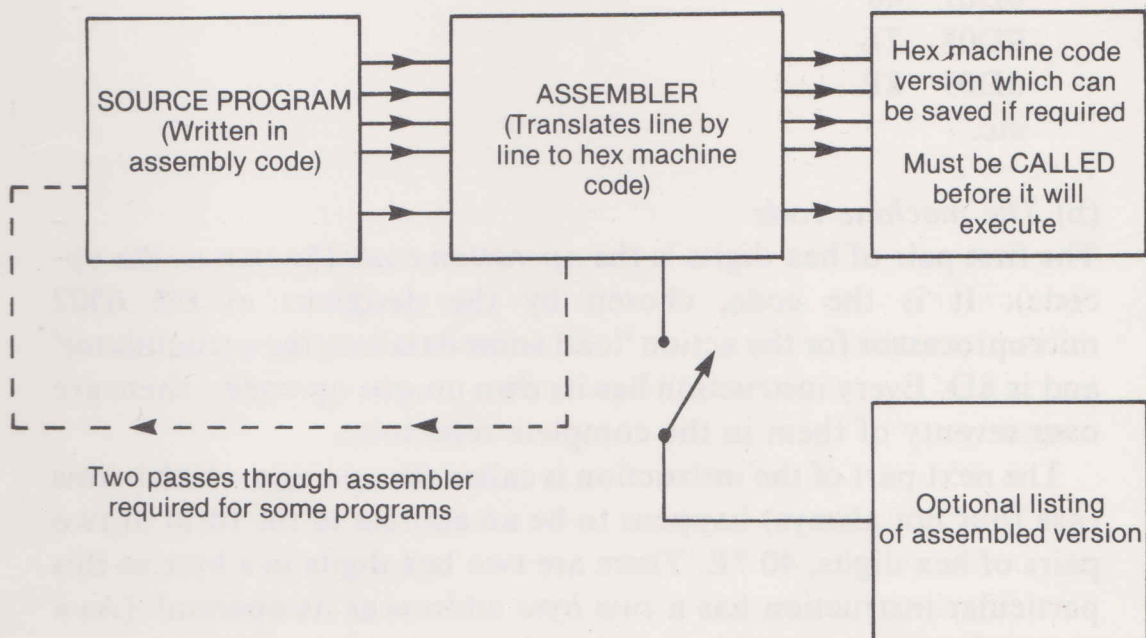 SOURCE PROGRAM
(Written in
assembly code)
ASSEMBLER
(Translates line by
line to hex machine
code)
Hex machine code
version which can
be saved if required
Must be CALLED
before it will
execute
Two passes through assembler
required for some programs
Optional listing
of assembled version